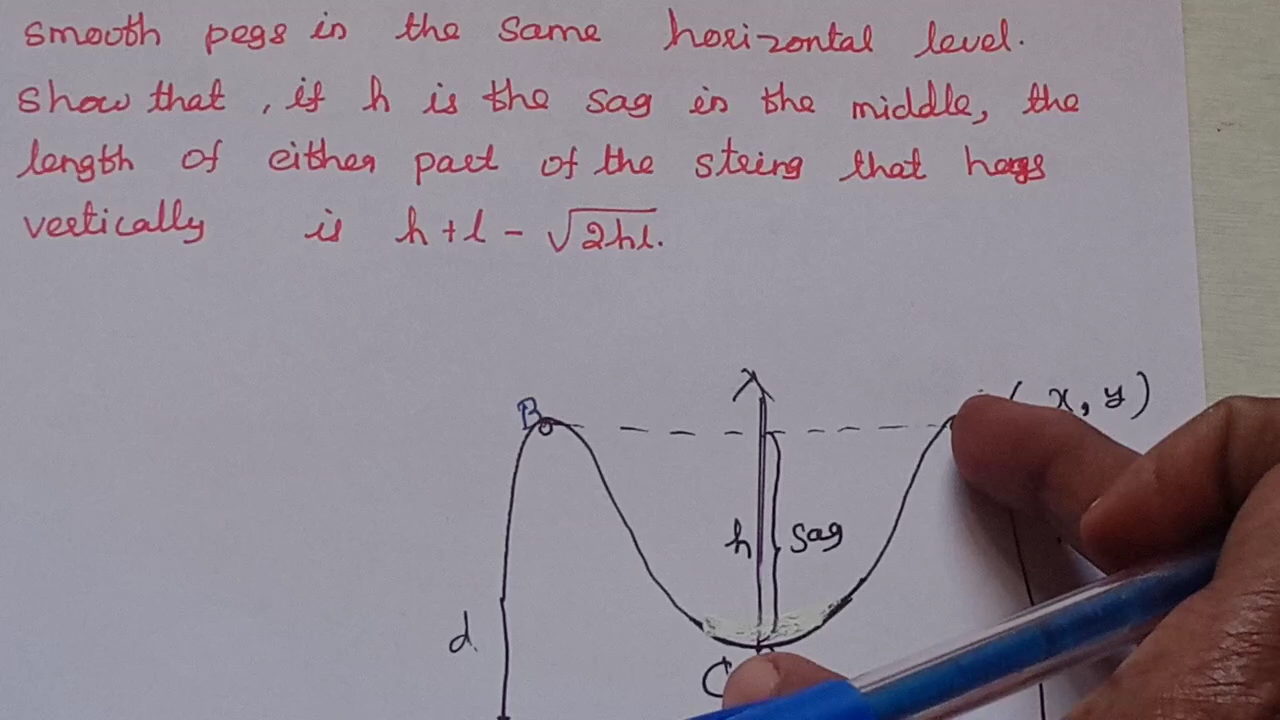 smooth pegs in the same horizontal level.
show that, if h is the sag in the middle, the
length of either part of the string that hags
vertically is h+l - √2hl.
B
(x, y)
h
sag
d
C